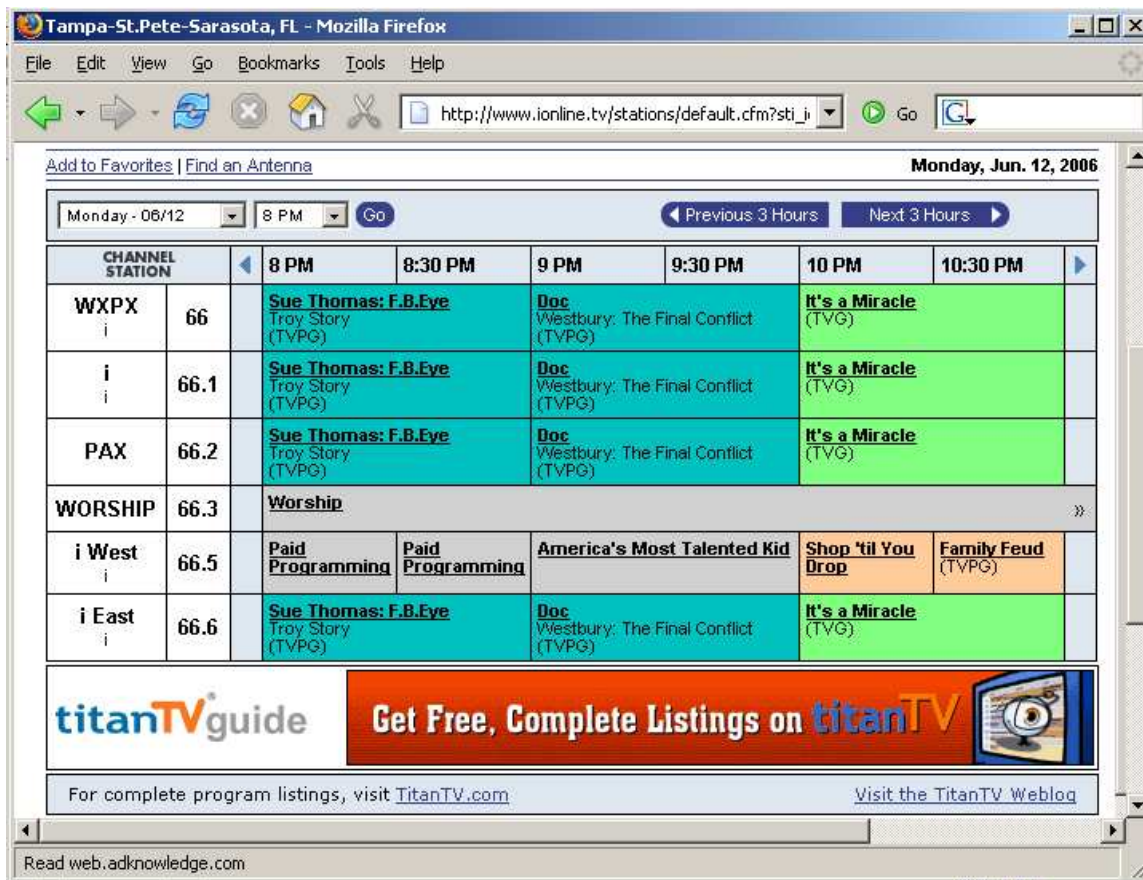 Tampa-St.Pete-Sarasota, FL - Mozilla Firefox
File Edit View Go Bookmarks Tools Help
http://www.ionline.tv/stations/default.cfm?sti_i Go G
Add to Favorites | Find an Antenna Monday, Jun. 12, 2006
Monday - 06/12 8 PM Go Previous 3 Hours Next 3 Hours
CHANNEL
STATION
8 PM 8:30 PM 9 PM 9:30 PM 10 PM 10:30 PM
WXPX
i
66
Sue Thomas: F.B.Eye
Troy Story
(TVPG)
Doc
Westbury: The Final Conflict
(TVPG)
It's a Miracle
(TVG)
i
i
66.1
Sue Thomas: F.B.Eye
Troy Story
(TVPG)
Doc
Westbury: The Final Conflict
(TVPG)
It's a Miracle
(TVG)
PAX
66.2
Sue Thomas: F.B.Eye
Troy Story
(TVPG)
Doc
Westbury: The Final Conflict
(TVPG)
It's a Miracle
(TVG)
WORSHIP 66.3 Worship »
i West
i
66.5
Paid
Programming
Paid
Programming
America's Most Talented Kid
Shop 'til You
Drop
Family Feud
(TVPG)
i East
i
66.6
Sue Thomas: F.B.Eye
Troy Story
(TVPG)
Doc
Westbury: The Final Conflict
(TVPG)
It's a Miracle
(TVG)
titanTV®guide
Get Free, Complete Listings on titanTV
For complete program listings, visit TitanTV.com Visit the TitanTV Weblog
Read web.adknowledge.com